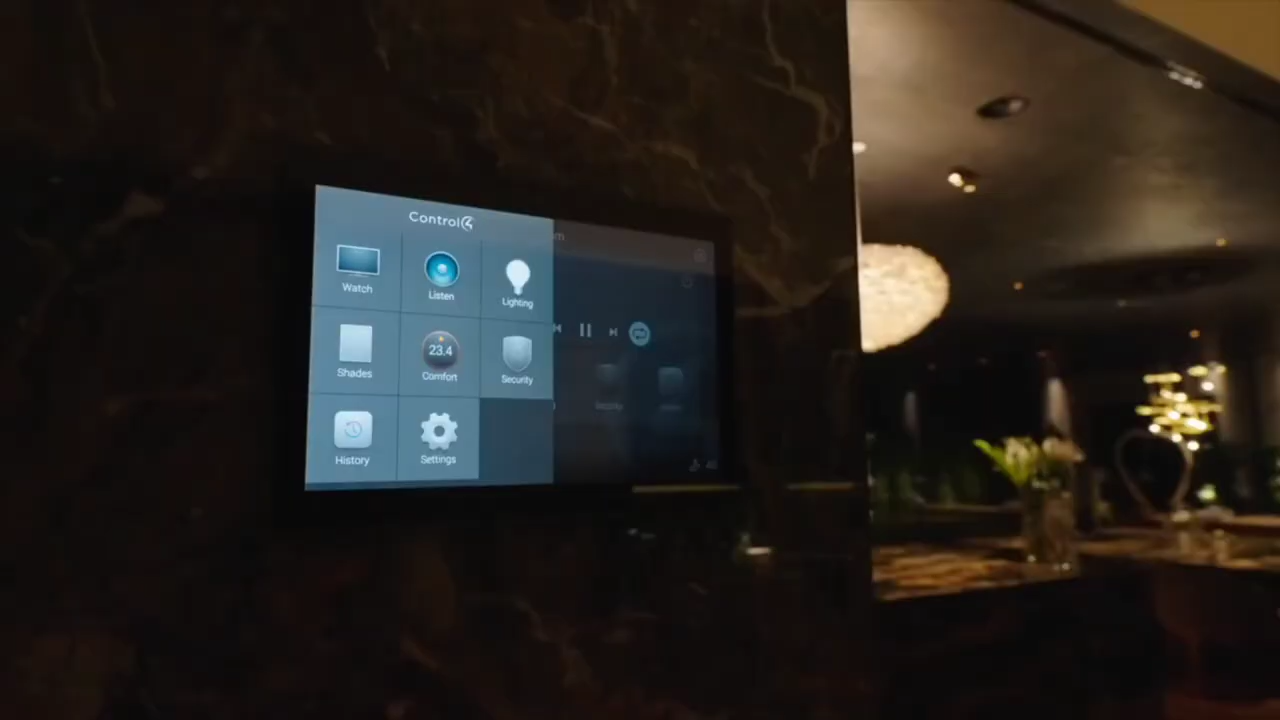 Control4
Watch
Listen
Lighting
Shades
23.4
Comfort
Security
History
Settings